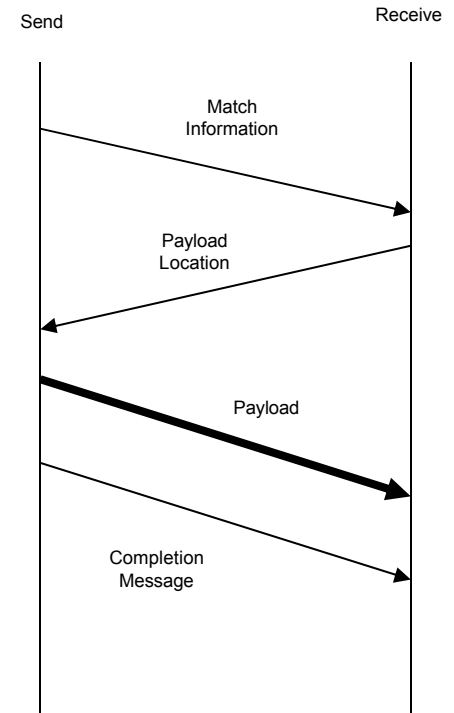 Send
Receive
Match
Information
Payload
Location
Payload
Completion
Message